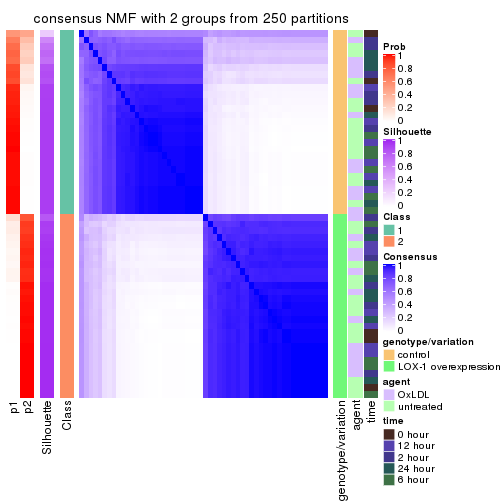 consensus NMF with 2 groups from 250 partitions
Prob
1
0.8
0.6
0.4
0.2
0
Silhouette
1
0.8
0.6
0.4
0.2
0
Class
1
2
Consensus
1
0.8
0.6
0.4
0.2
0
genotype/variation
control
LOX-1 overexpression
agent
OxLDL
untreated
time
0 hour
12 hour
2 hour
24 hour
6 hour
p1
p2
Silhouette
Class
genotype/variation
agent
time